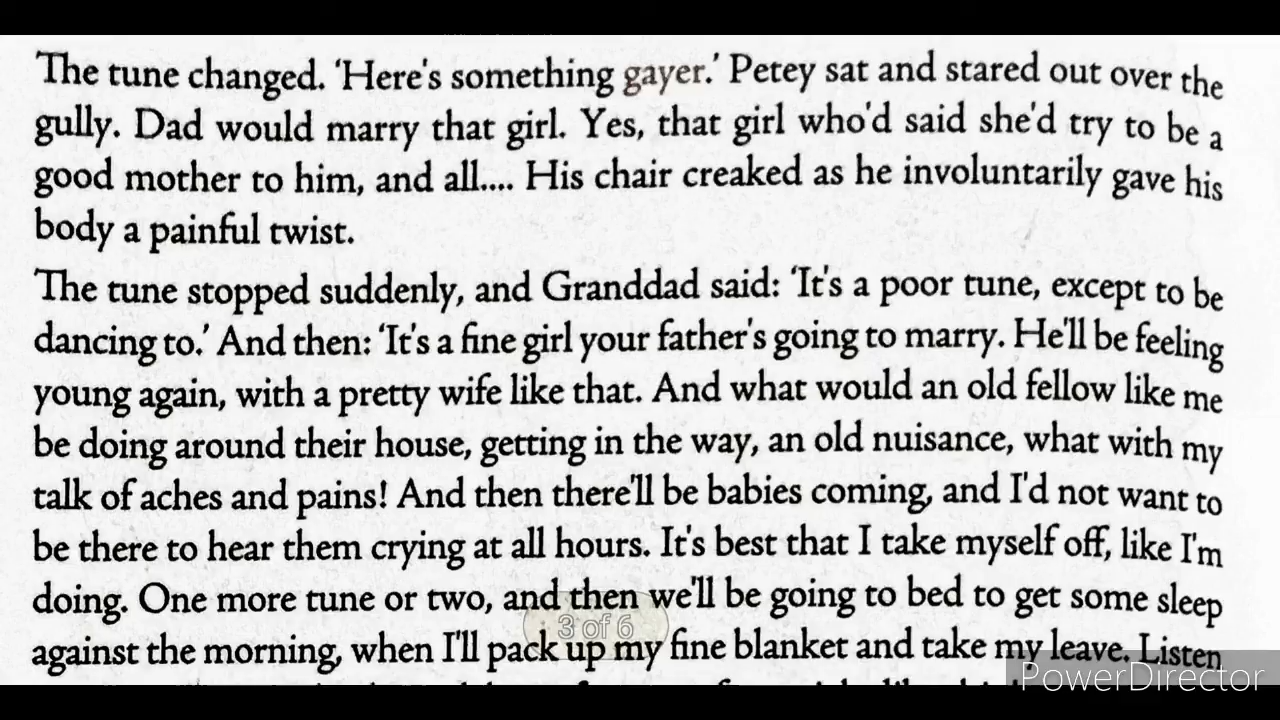 The tune changed. 'Here's something gayer.' Petey sat and stared out over the
gully. Dad would marry that girl. Yes, that girl who'd said she'd try to be a
good mother to him, and all.... His chair creaked as he involuntarily gave his
body a painful twist.
The tune stopped suddenly, and Granddad said: 'It's a poor tune, except to be
dancing to.' And then: 'It's a fine girl your father's going to marry. He'll be feeling
young again, with a pretty wife like that. And what would an old fellow like me
be doing around their house, getting in the way, an old nuisance, what with my
talk of aches and pains! And then there'll be babies coming, and I'd not want to
be there to hear them crying at all hours. It's best that I take myself off, like I'm
doing. One more tune or two, and then we'll be going to bed to get some sleep
3 of 6
against the morning, when I'll pack up my fine blanket and take my leave. Listen
PowerDirector